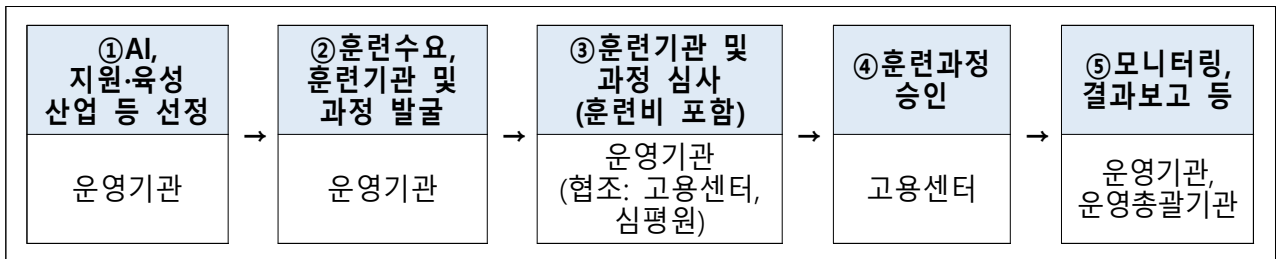 ①AI,
지원·육성
산업 등 선정
운영기관
→
②훈련수요,
훈련기관 및
과정 발굴
운영기관
→
③훈련기관 및
과정 심사
(훈련비 포함)
운영기관
(협조: 고용센터,
심평원)
→
④훈련과정
승인
고용센터
→
⑤모니터링,
결과보고 등
운영기관,
운영총괄기관